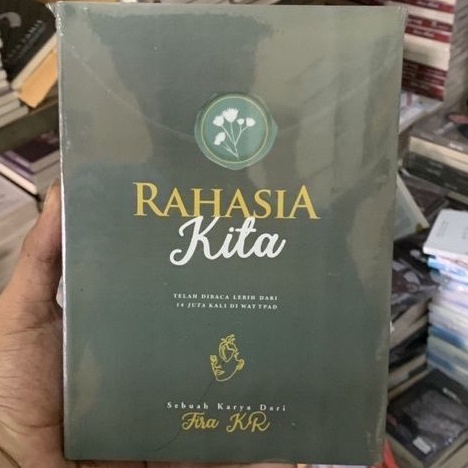 RAHASIA
Kita
TELAH DIBACA LEBIH DARI
14 JUTA KALI DI WATTPAD
Sebuah Karya Dari
Fira KR